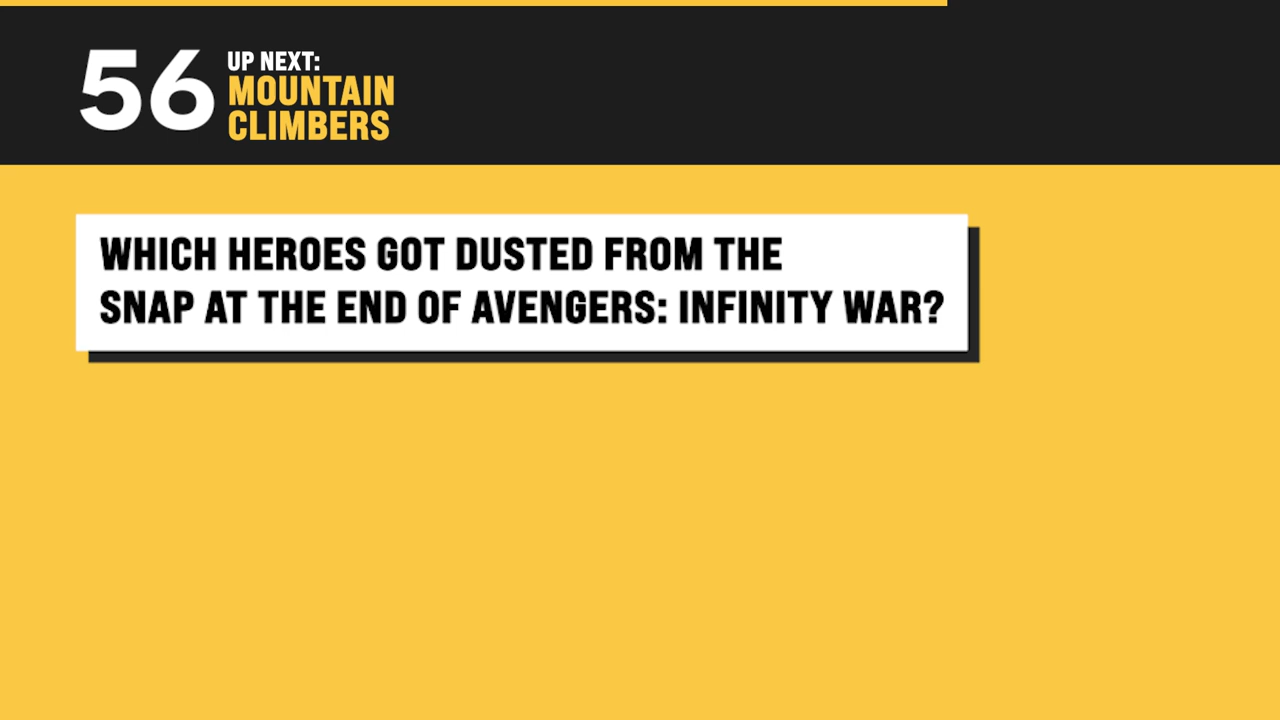 56
UP NEXT:
MOUNTAIN
CLIMBERS
WHICH HEROES GOT DUSTED FROM THE
SNAP AT THE END OF AVENGERS: INFINITY WAR?